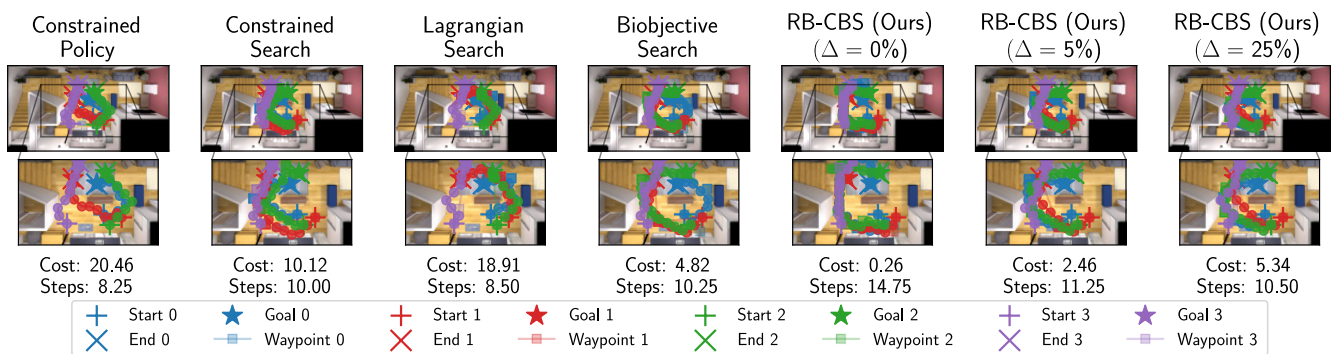 Constrained
Policy
Constrained
Search
Lagrangian
Search
Biobjective
Search
RB-CBS (Ours)
(Δ = 0%)
RB-CBS (Ours)
(Δ = 5%)
RB-CBS (Ours)
(Δ = 25%)
Cost: 20.46
Steps: 8.25
Cost: 10.12
Steps: 10.00
Cost: 18.91
Steps: 8.50
Cost: 4.82
Steps: 10.25
Cost: 0.26
Steps: 14.75
Cost: 2.46
Steps: 11.25
Cost: 5.34
Steps: 10.50
Start 0 Goal 0 Start 1 Goal 1 Start 2 Goal 2 Start 3 Goal 3
End 0 Waypoint 0 End 1 Waypoint 1 End 2 Waypoint 2 End 3 Waypoint 3